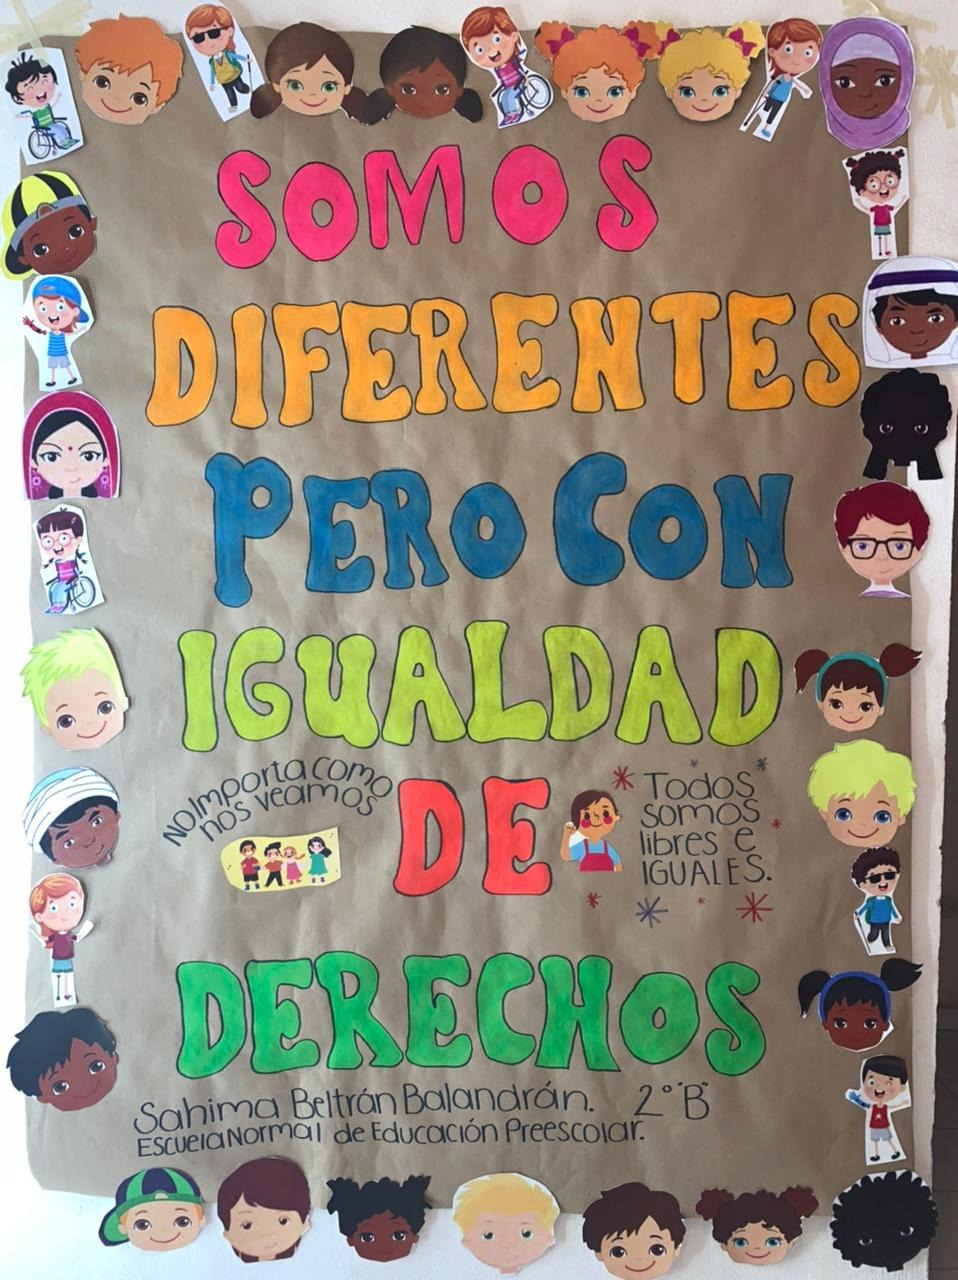 SOMOS
DIFERENTES
PERO CON
IGUALDAD
No Importa como
nos veamos
DE
Todos
somos
libres e
IGUALES.
DERECHOS
Sahima Beltrán Balandrán. 2° "B"
Escuela Normal de Educación Preescolar.